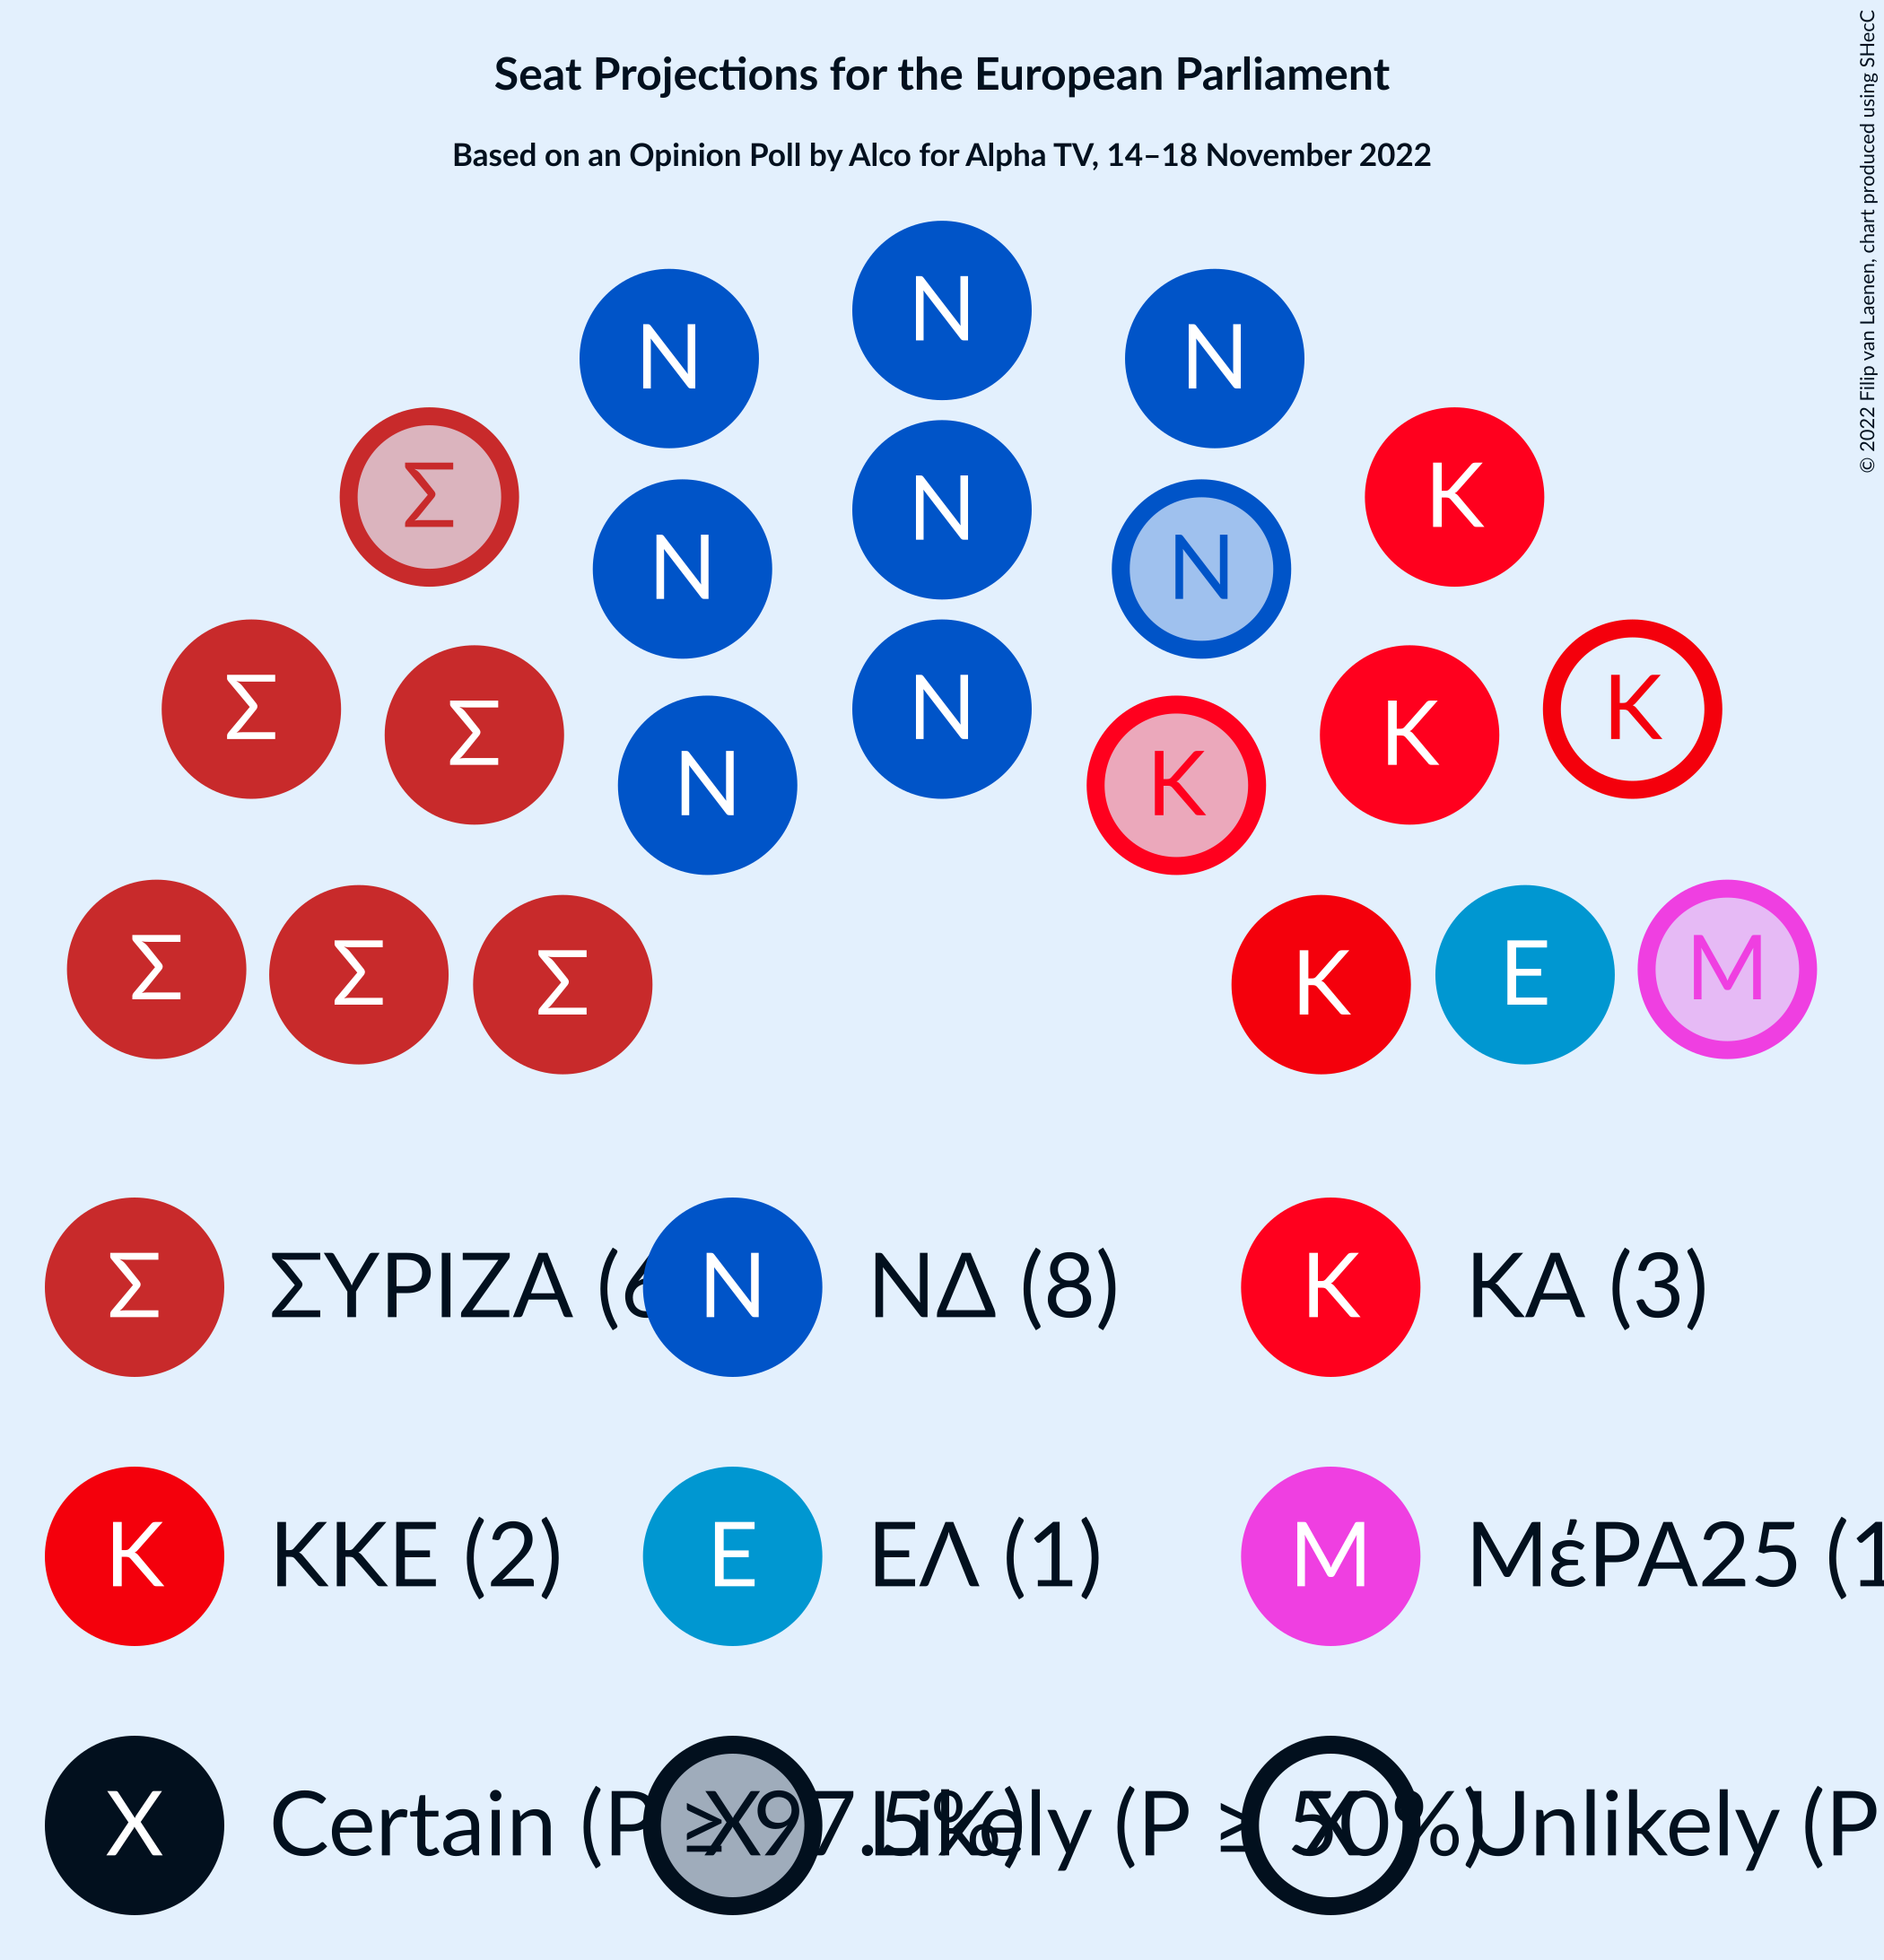 Seat Projections for the European Parliament
Based on an Opinion Poll by Alco for Alpha TV, 14–18 November 2022
© 2022 Filip van Laenen, chart produced using SHecC
N
N N
Σ N K
N N
Σ N K
Σ K
N K
Σ Σ Σ K E M
Σ ΣΥΡΙΖΑ (6 N ΝΔ (8) K ΚΑ (3)
K ΚΚΕ (2) E ΕΛ (1) M ΜέΡΑ25 (1
X Certain (P ≥ 97.5%) X Likely (P ≥ 50%) X Unlikely (P